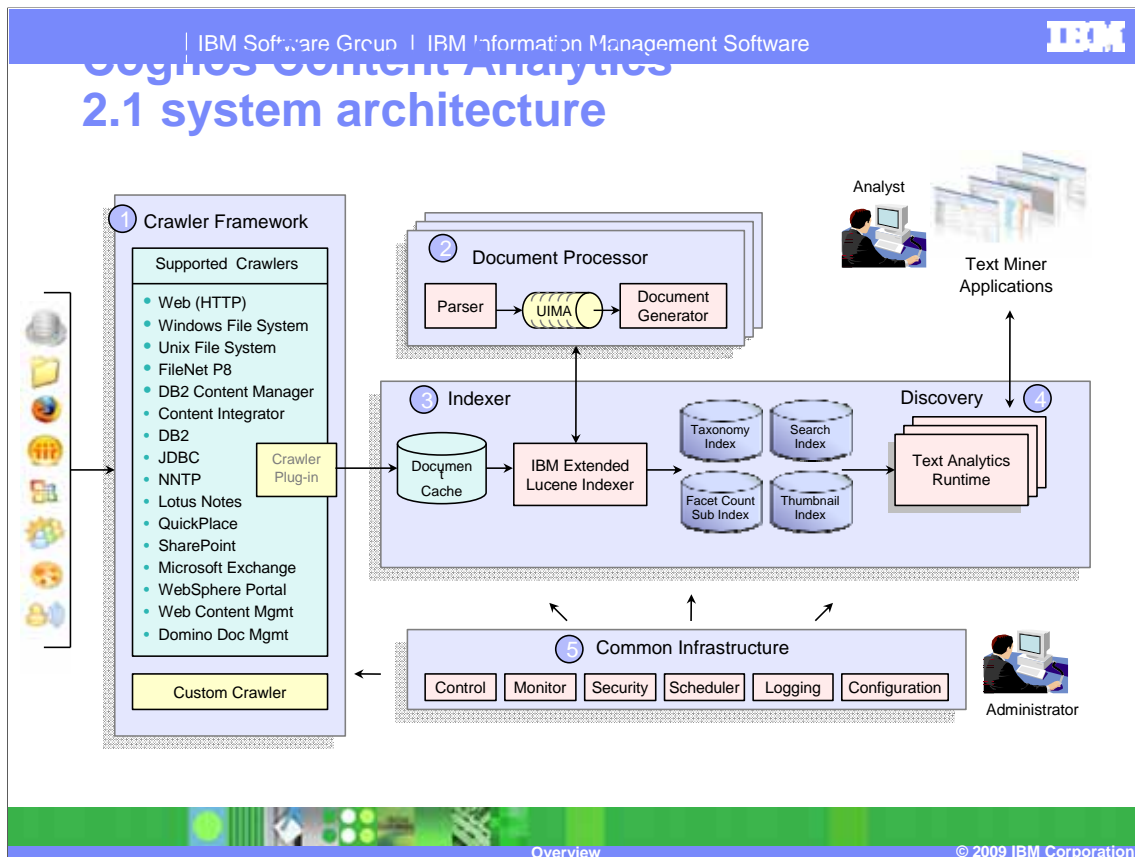 IBM Software Group | IBM Information Management Software
IBM
Cognos Content Analytics
2.1 system architecture
1
Crawler Framework
Supported Crawlers
• Web (HTTP)
• Windows File System
• Unix File System
• FileNet P8
• DB2 Content Manager
• Content Integrator
• DB2
• JDBC
• NNTP
• Lotus Notes
• QuickPlace
• SharePoint
• Microsoft Exchange
• WebSphere Portal
• Web Content Mgmt
• Domino Doc Mgmt
Custom Crawler
Crawler
Plug-in
2
Document Processor
Parser
UIMA
Document
Generator
Analyst
Text Miner
Applications
3
Indexer
Documen
t
Cache
IBM Extended
Lucene Indexer
Taxonomy
Index
Search
Index
Facet Count
Sub Index
Thumbnail
Index
Discovery
4
Text Analytics
Runtime
5
Common Infrastructure
Control
Monitor
Security
Scheduler
Logging
Configuration
Administrator
Overview
© 2009 IBM Corporation